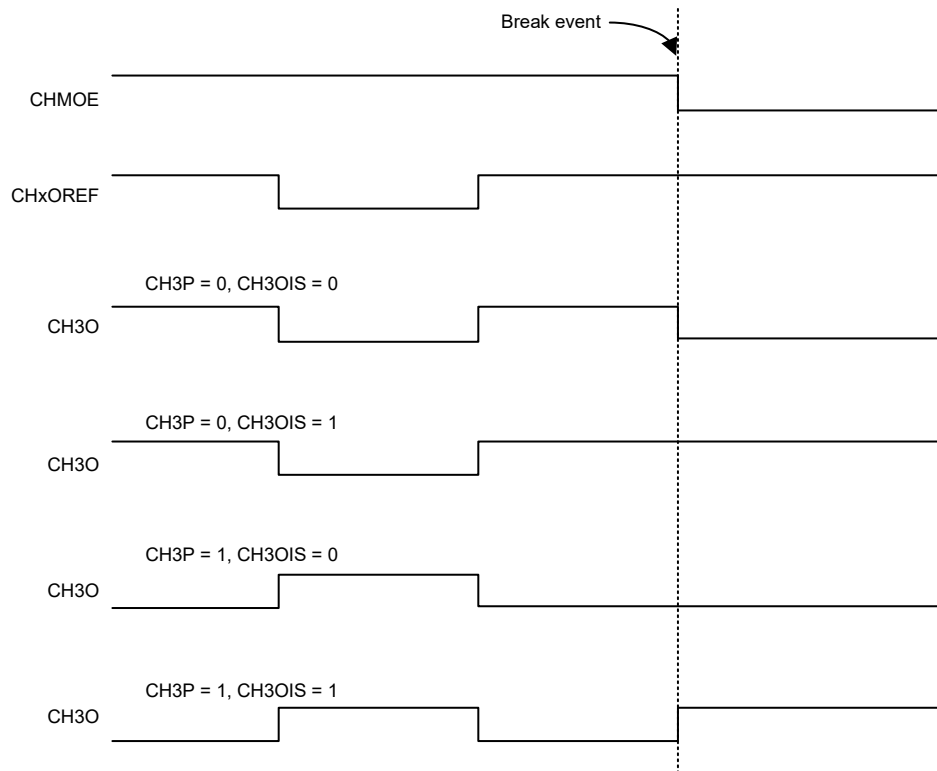 Break event
CHMOE
CHxOREF
CH3P = 0, CH3OIS = 0
CH3O
CH3P = 0, CH3OIS = 1
CH3O
CH3P = 1, CH3OIS = 0
CH3O
CH3P = 1, CH3OIS = 1
CH3O